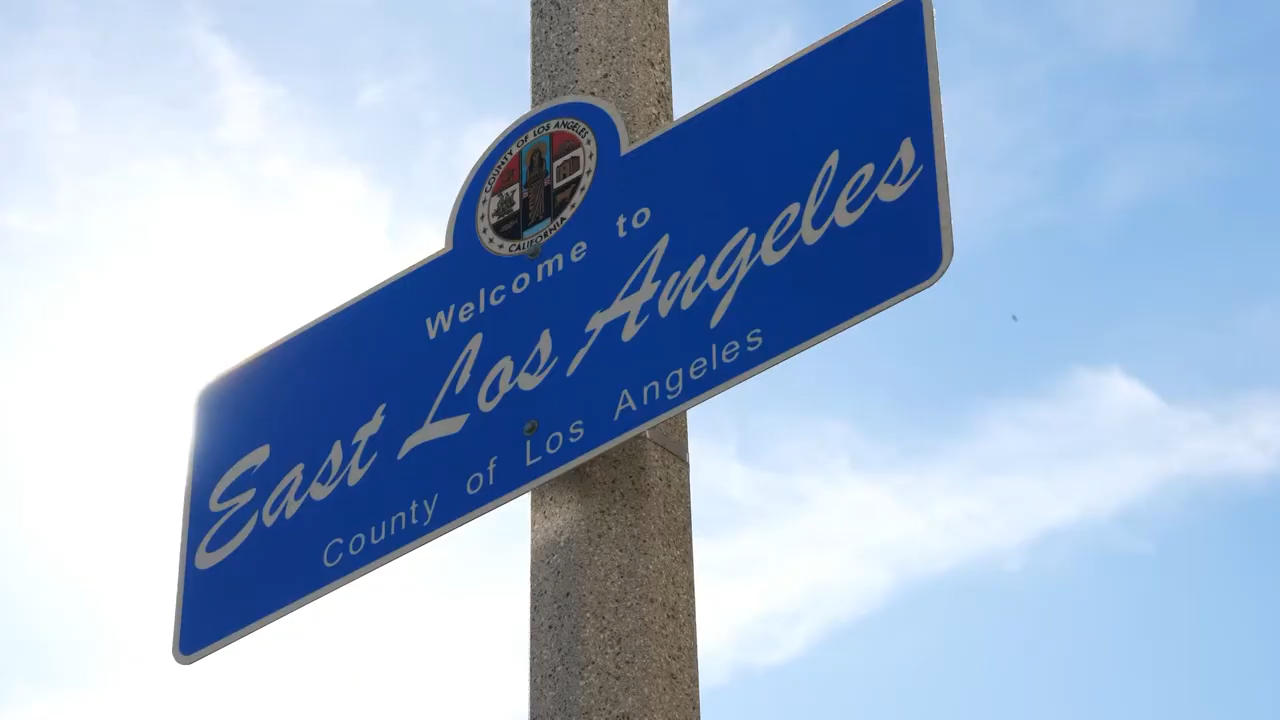 COUNTY OF LOS ANGELES
CALIFORNIA
Welcome to
East Los Angeles
County of Los Angeles